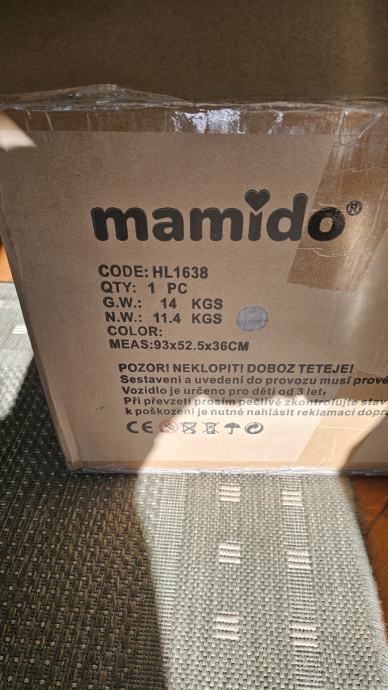 mamido®
CODE: HL1638
QTY: 1 PC
G.W.: 14 KGS
N.W.: 11.4 KGS
COLOR:
MEAS:93x52.5x36CM
POZOR! NEKLOPIT! DOBOZ TETEJE!
Sestavení a uvedení do provozu musí prově
Vozidlo je určeno pro děti od 3 let,
Při převzetí prosím pečlivě zkontrolujte stav
k poškození je nutné nahlásit reklamaci dopra
CE